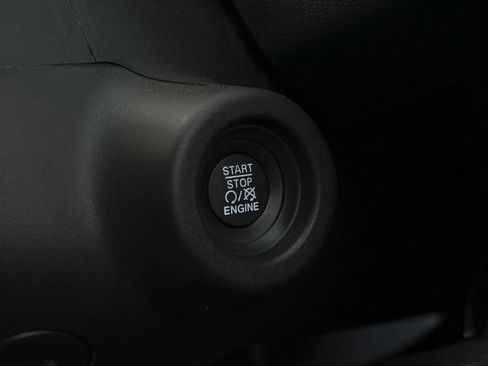 START
STOP
/
ENGINE